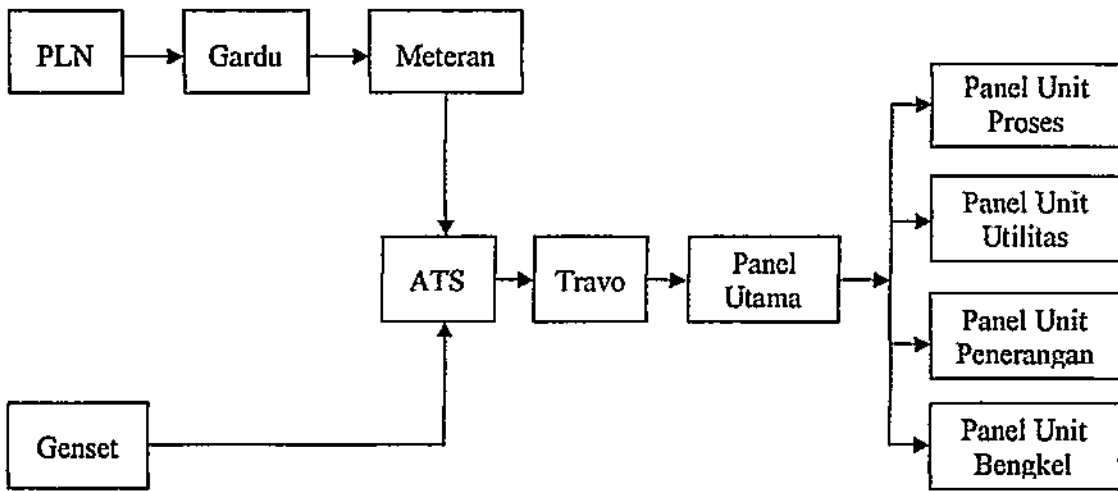 PLN
Gardu
Meteran
Panel Unit
Proses
Panel Unit
Utilitas
ATS
Travo
Panel
Utama
Panel Unit
Penerangan
Genset
Panel Unit
Bengkel